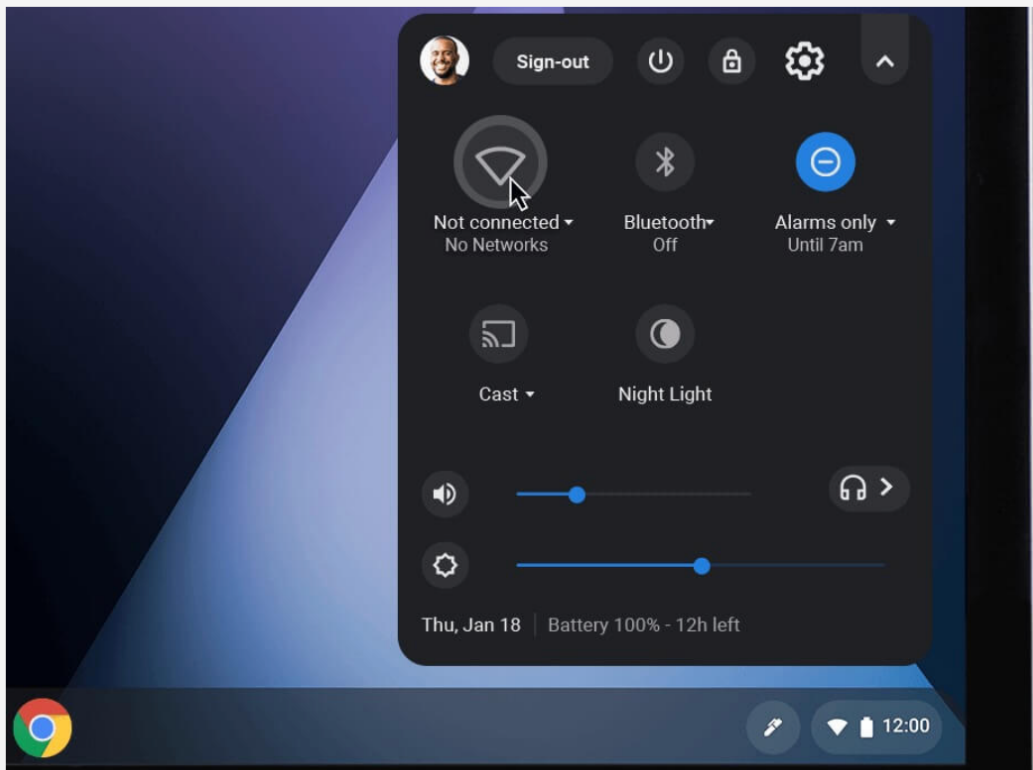 Sign-out
Not connected
No Networks
Bluetooth
Off
Alarms only
Until 7am
Cast
Night Light
Thu, Jan 18
Battery 100% - 12h left
12:00